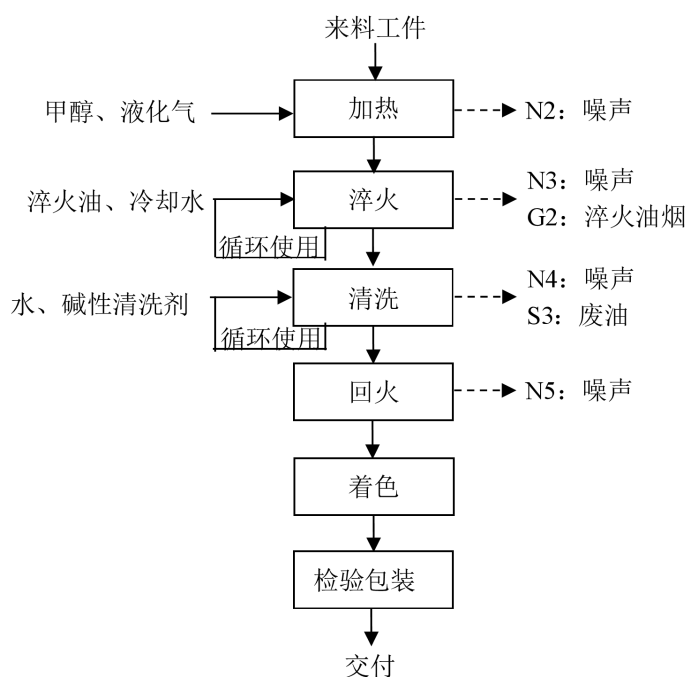 来料工件
甲醇、液化气
加热
N2：噪声
淬火油、冷却水
淬火
N3：噪声
G2：淬火油烟
循环使用
水、碱性清洗剂
清洗
N4：噪声
S3：废油
循环使用
回火
N5：噪声
着色
检验包装
交付